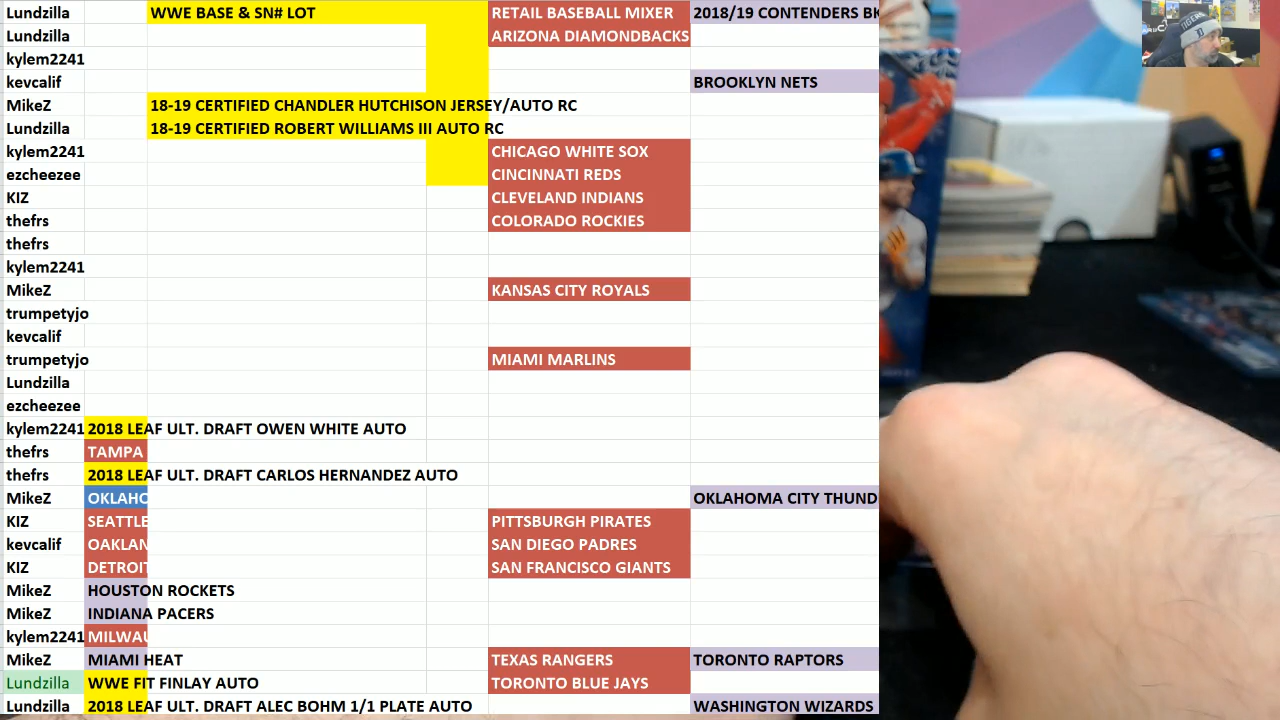 Lundzilla WWE BASE & SN# LOT RETAIL BASEBALL MIXER 2018/19 CONTENDERS BK
Lundzilla ARIZONA DIAMONDBACKS
kylem2241
kevcalif BROOKLYN NETS
MikeZ 18-19 CERTIFIED CHANDLER HUTCHISON JERSEY/AUTO RC
Lundzilla 18-19 CERTIFIED ROBERT WILLIAMS III AUTO RC
kylem2241 CHICAGO WHITE SOX
ezcheezee CINCINNATI REDS
KIZ CLEVELAND INDIANS
thefrs COLORADO ROCKIES
thefrs
kylem2241
MikeZ KANSAS CITY ROYALS
trumpetyjo
kevcalif
trumpetyjo MIAMI MARLINS
Lundzilla
ezcheezee
kylem2241 2018 LEAF ULT. DRAFT OWEN WHITE AUTO
thefrs TAMPA
thefrs 2018 LEAF ULT. DRAFT CARLOS HERNANDEZ AUTO
MikeZ OKLAHO OKLAHOMA CITY THUND
KIZ SEATTLE PITTSBURGH PIRATES
kevcalif OAKLAN SAN DIEGO PADRES
KIZ DETROIT SAN FRANCISCO GIANTS
MikeZ HOUSTON ROCKETS
MikeZ INDIANA PACERS
kylem2241 MILWAU
MikeZ MIAMI HEAT TEXAS RANGERS TORONTO RAPTORS
Lundzilla WWE FIT FINLAY AUTO TORONTO BLUE JAYS
Lundzilla 2018 LEAF ULT. DRAFT ALEC BOHM 1/1 PLATE AUTO WASHINGTON WIZARDS